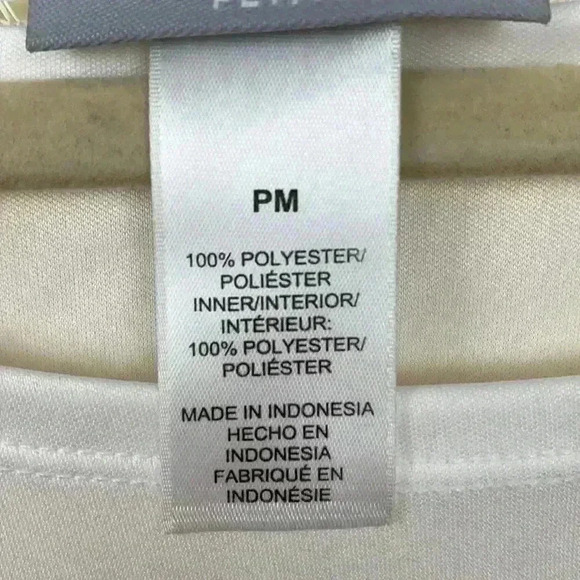 PM
100% POLYESTER/
POLIÉSTER
INNER/INTERIOR/
INTÉRIEUR:
100% POLYESTER/
POLIÉSTER
MADE IN INDONESIA
HECHO EN
INDONESIA
FABRIQUÉ EN
INDONÉSIE